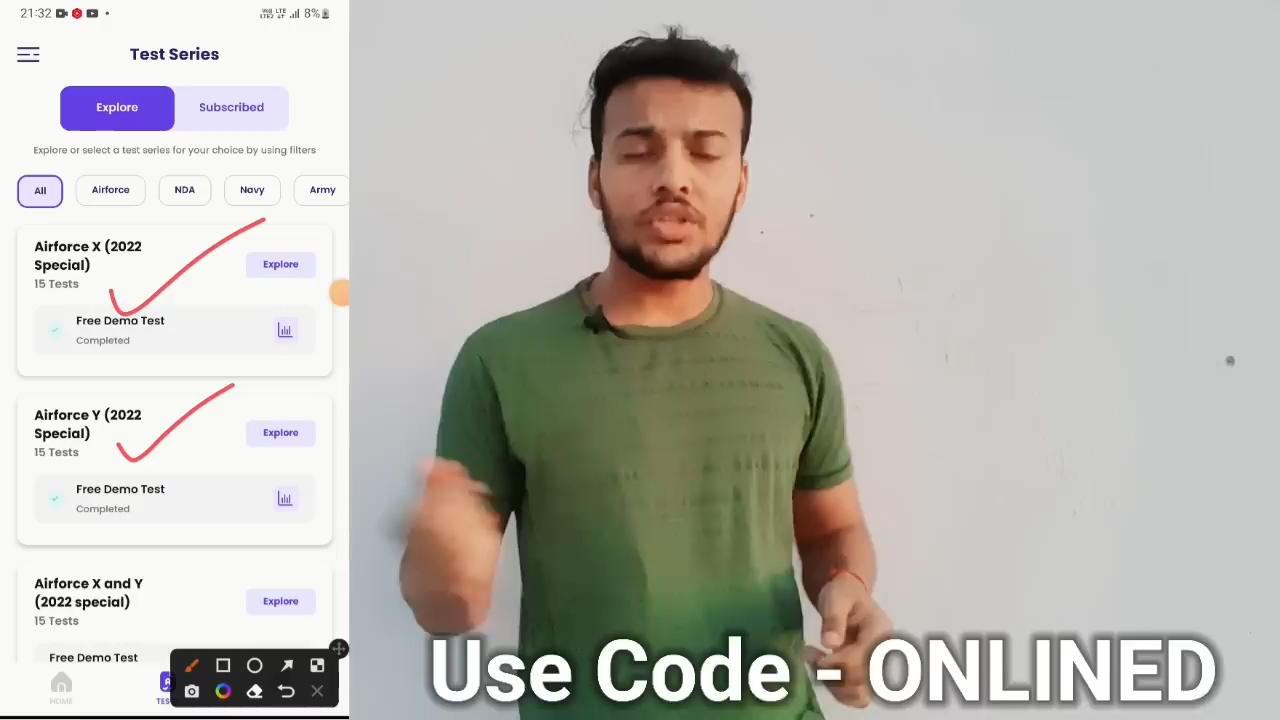 21:32
8%
Test Series
Explore
Subscribed
Explore or select a test series for your choice by using filters
All
Airforce
NDA
Navy
Army
Airforce X (2022
Special)
Explore
15 Tests
Free Demo Test
Completed
Airforce Y (2022
Special)
Explore
15 Tests
Free Demo Test
Completed
Airforce X and Y
(2022 special)
Explore
15 Tests
Free Demo Test
HOME
Use Code - ONLINED